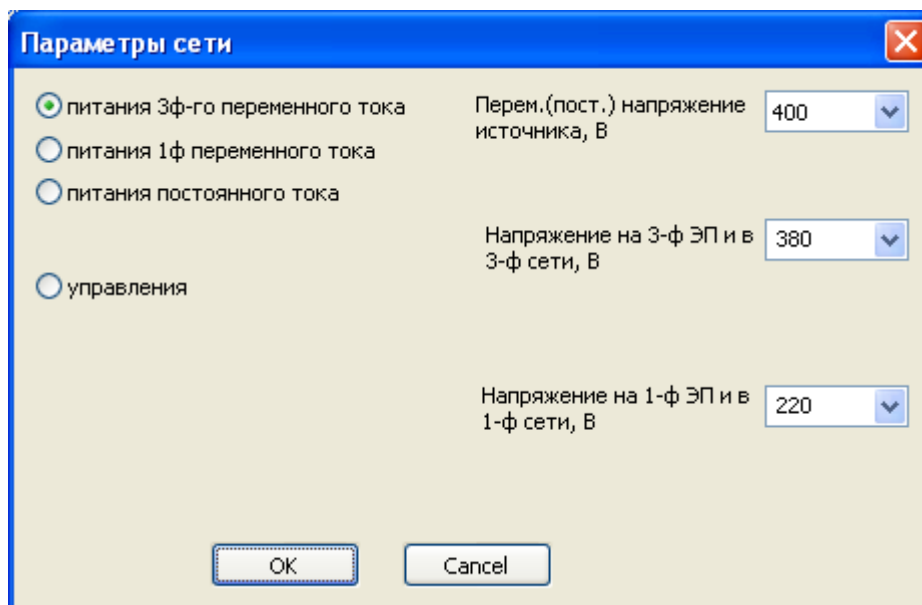 Параметры сети
питания 3ф-го переменного тока
питания 1ф переменного тока
питания постоянного тока
управления
Перем.(пост.) напряжение
источника, В
400
Напряжение на 3-ф ЭП и в
3-ф сети, В
380
Напряжение на 1-ф ЭП и в
1-ф сети, В
220
OK
Cancel